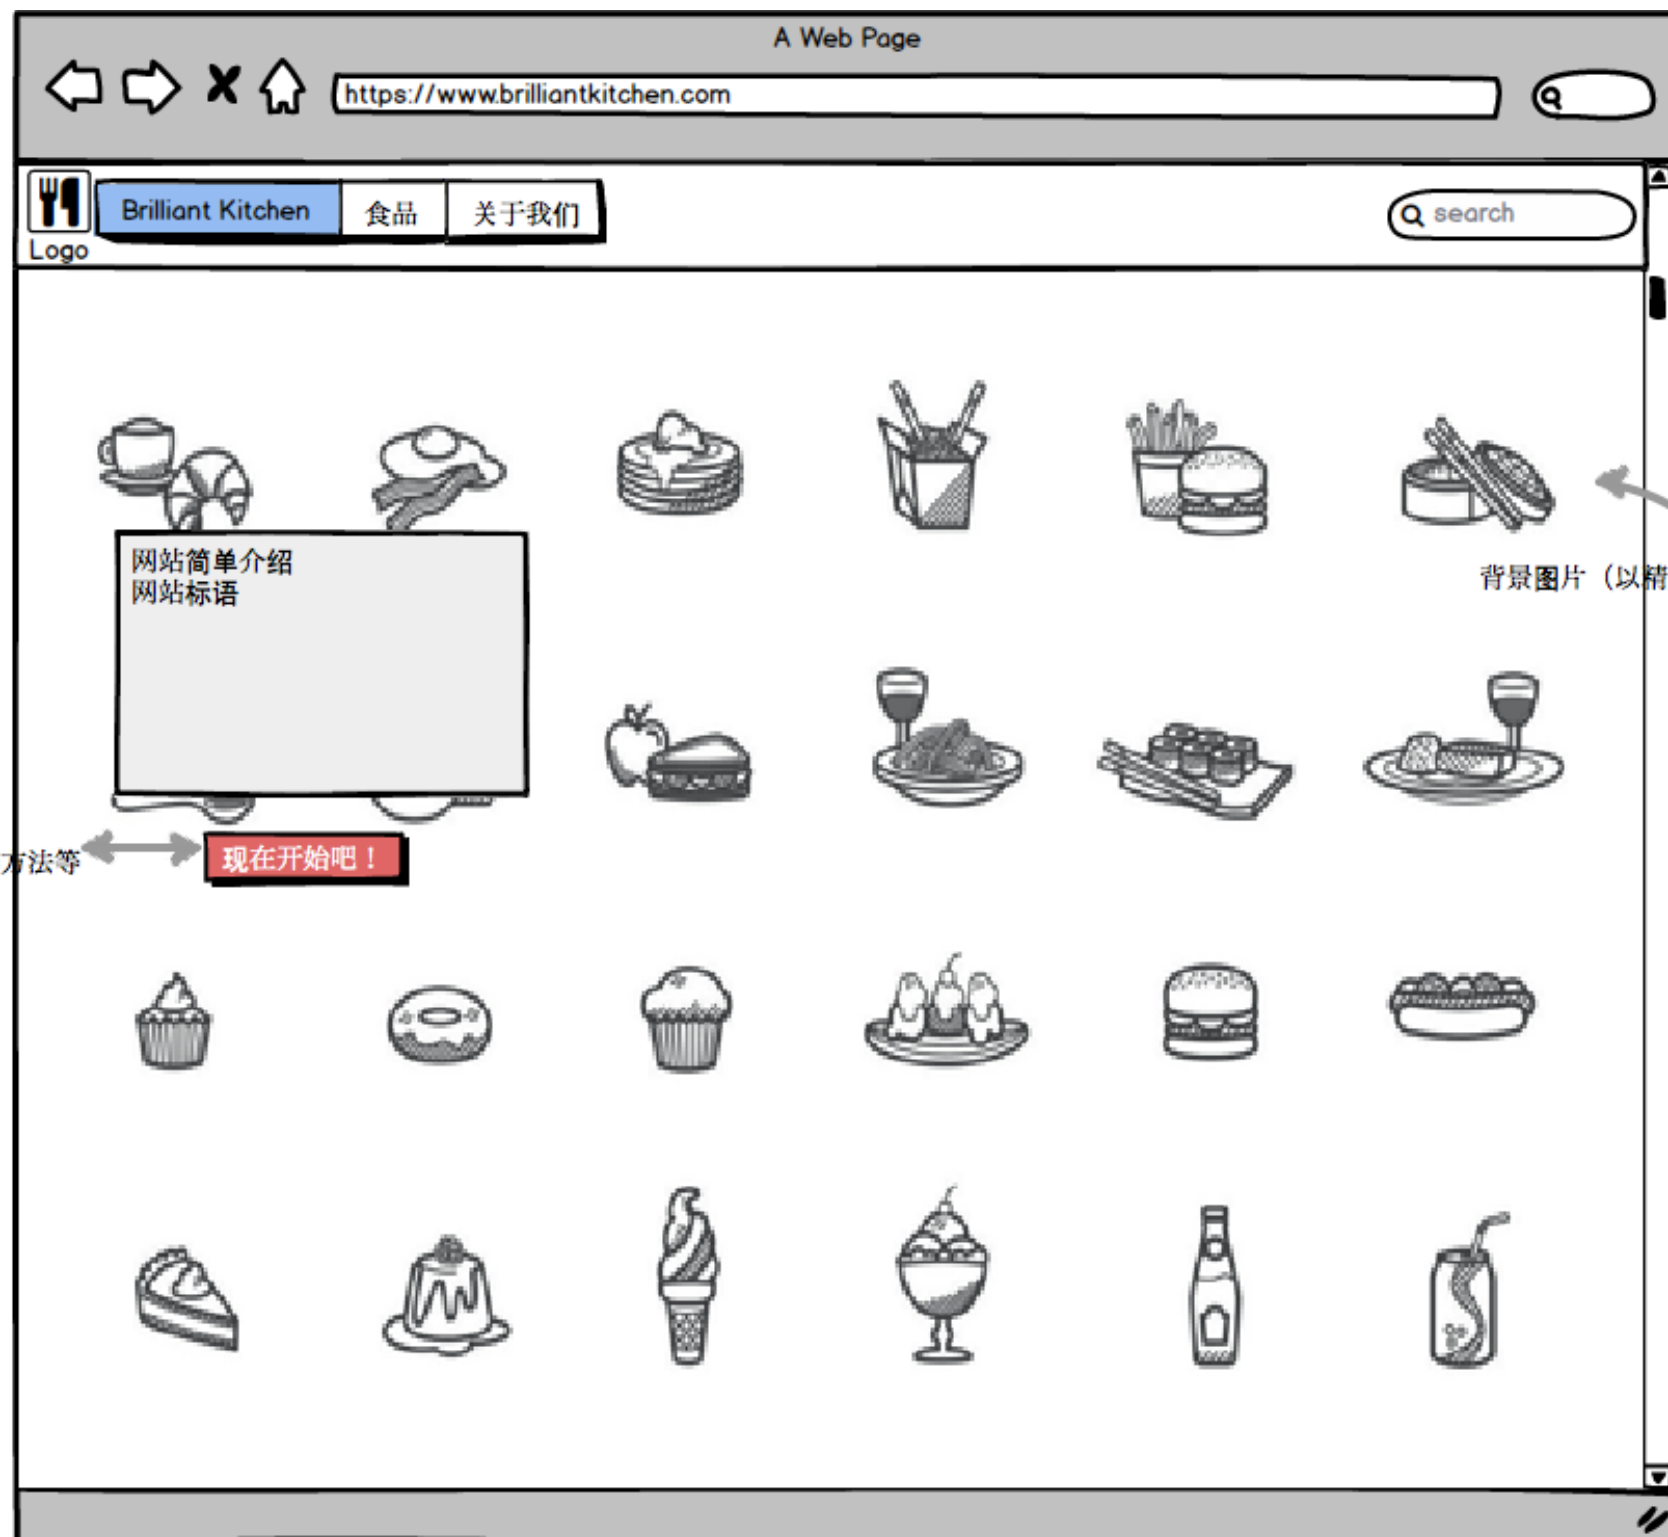 A Web Page
https://www.brilliantkitchen.com
Logo
Brilliant Kitchen
食品
关于我们
search
网站简单介绍
网站标语
背景图片（以精
方法等
现在开始吧！